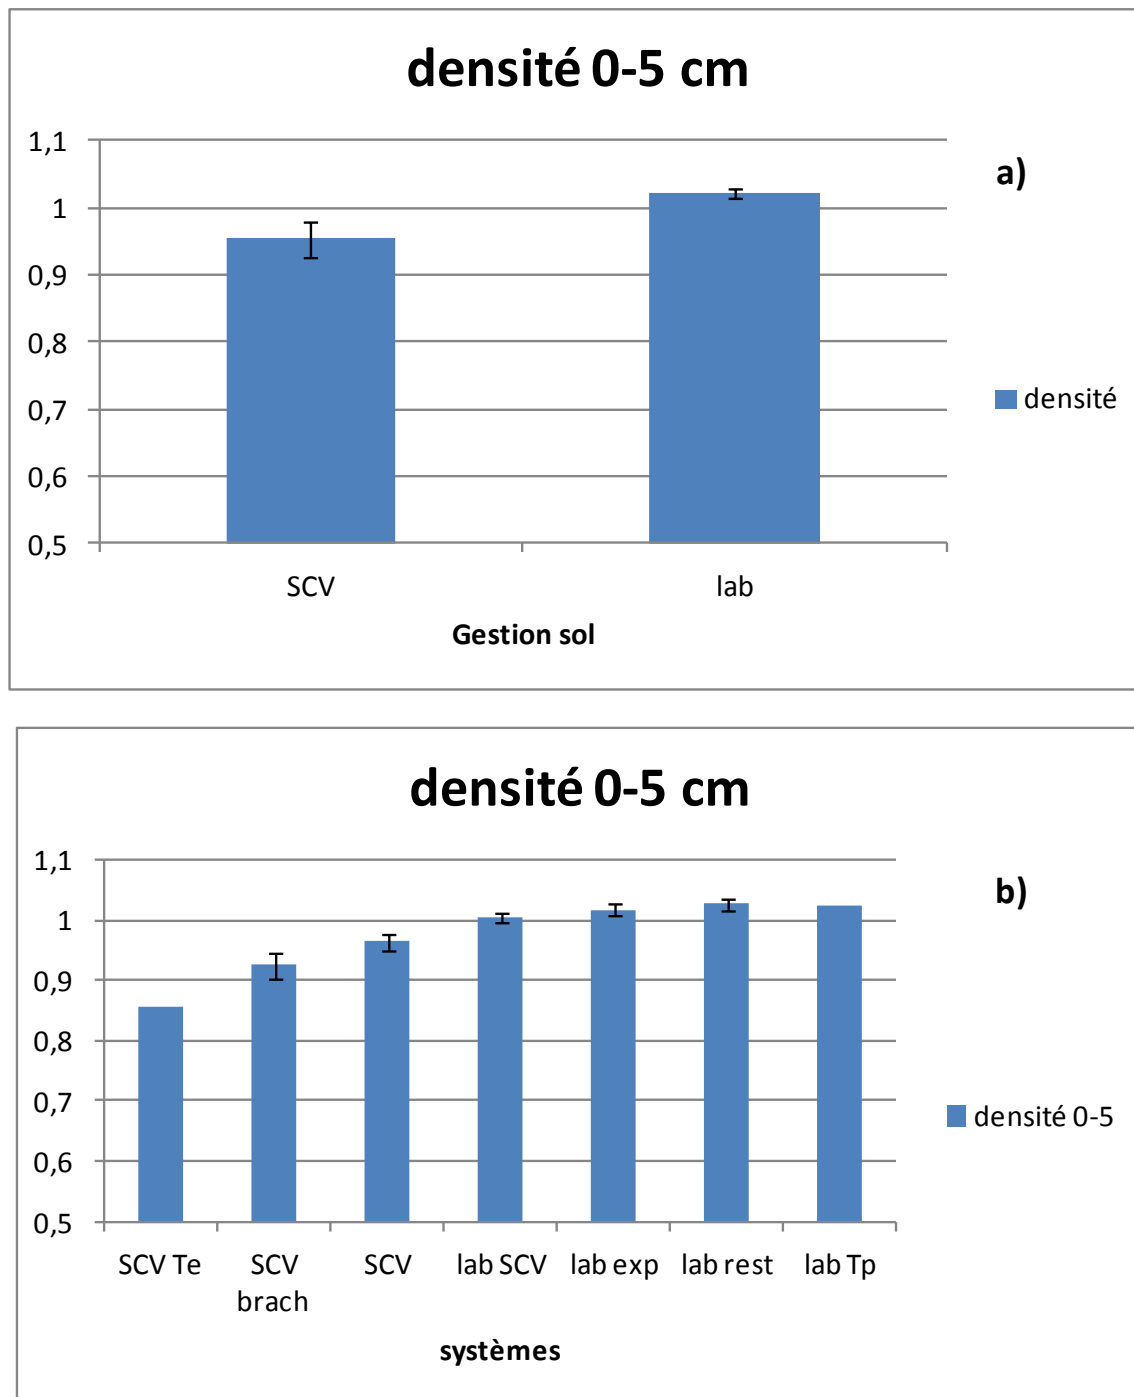 densité 0-5 cm
a)
1,1
1
0,9
0,8
0,7
0,6
0,5
densité
SCV lab
Gestion sol
densité 0-5 cm
b)
1,1
1
0,9
0,8
0,7
0,6
0,5
densité 0-5
SCV Te SCV SCV lab SCV lab exp lab rest lab Tp
brach
systèmes